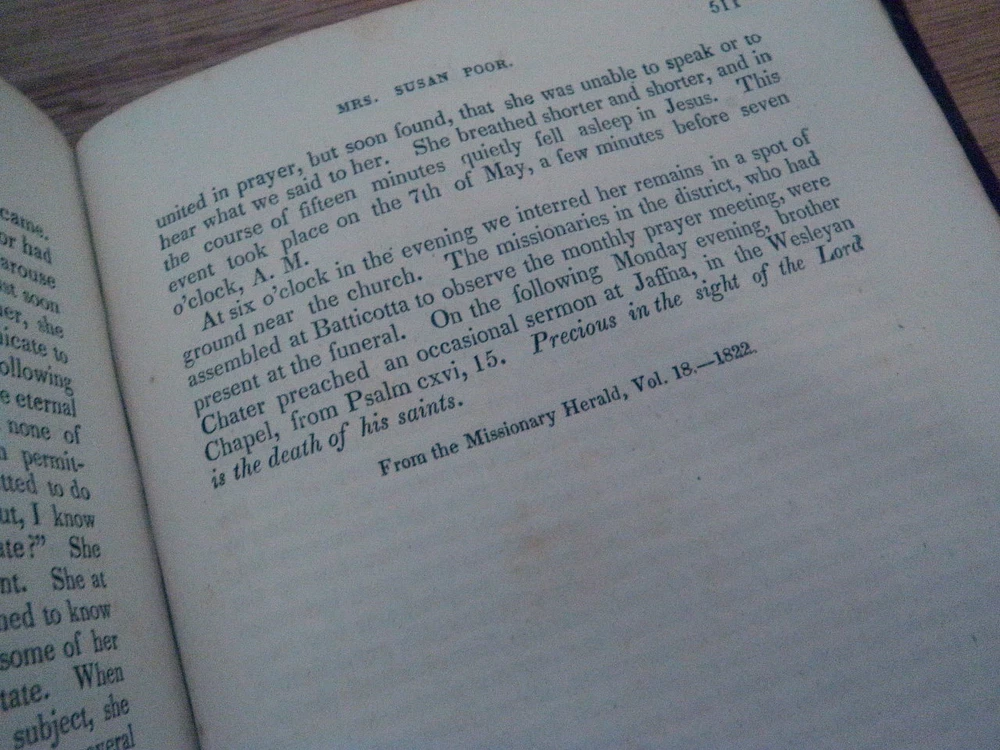 came.
or had
arouse
soon
she
to
ollowing
e eternal
none of
permit-
tted to do
ut, I know
ate?" She
nt. She at
ned to know
some of her
tate. When
subject, she
everal
511
MRS. SUSAN POOR.
united in prayer, but soon found, that she was unable to speak or to
hear what we said to her. She breathed shorter and shorter, and in
the course of fifteen minutes quietly fell asleep in Jesus. This
event took place on the 7th of May, a few minutes before seven
o'clock, A. M.
At six o'clock in the evening we interred her remains in a spot of
ground near the church. The missionaries in the district, who had
assembled at Batticotta to observe the monthly prayer meeting, were
present at the funeral. On the following Monday evening, brother
Chater preached an occasional sermon at Jaffna, in the Wesleyan
Chapel, from Psalm cxvi, 15. Precious in the sight of the Lord
is the death of his saints.
From the Missionary Herald, Vol. 18.—1822.